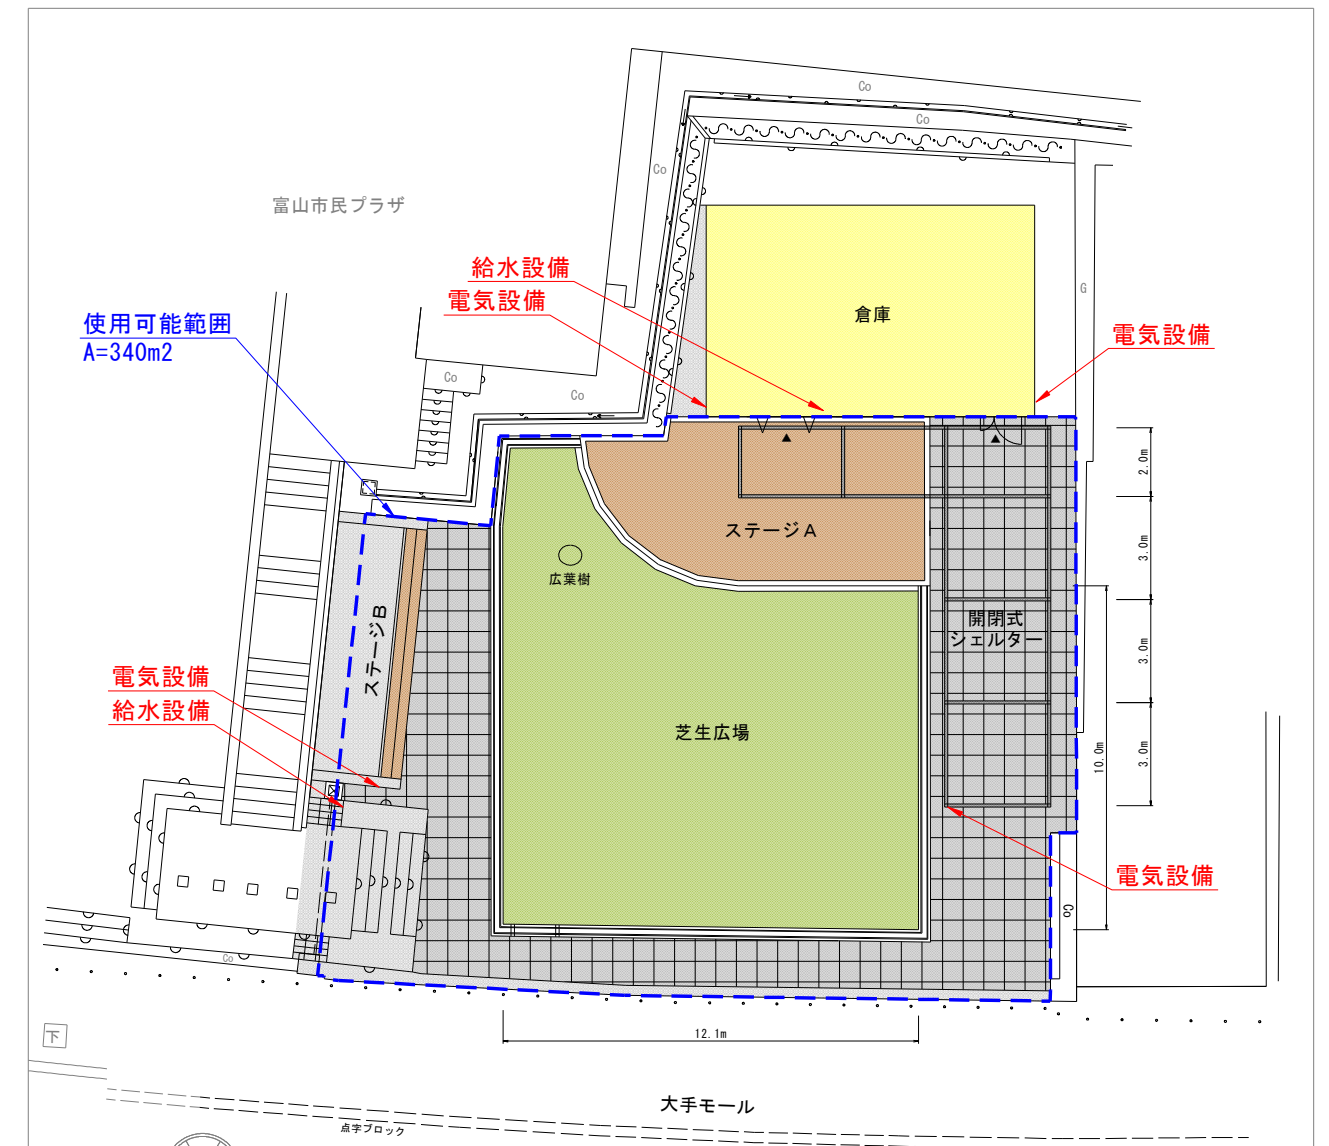 Co
Co
Co
富山市民プラザ
給水設備
電気設備
倉庫
G
使用可能範囲
A=340m2
電気設備
Co
Co
2.0m
ステージA
3.0m
広葉樹
開閉式
シェルター
ステージB
3.0m
電気設備
給水設備
芝生広場
10.0m
3.0m
電気設備
Co
Co
12.1m
下
大手モール
点字ブロック